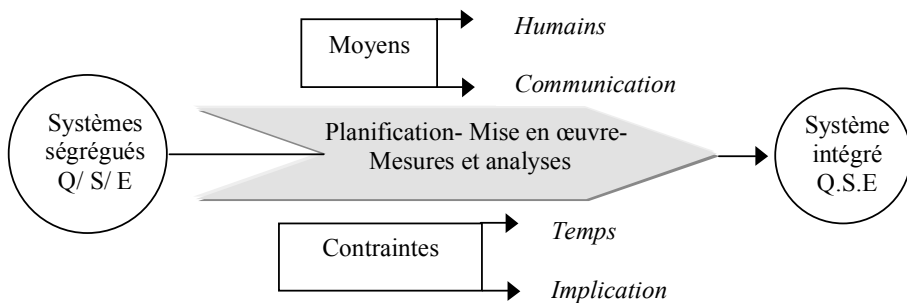 Moyens
Humains
Communication
Systèmes
ségrégués
Q/ S/ E
Planification- Mise en œuvre-
Mesures et analyses
Système
intégré
Q.S.E
Contraintes
Temps
Implication